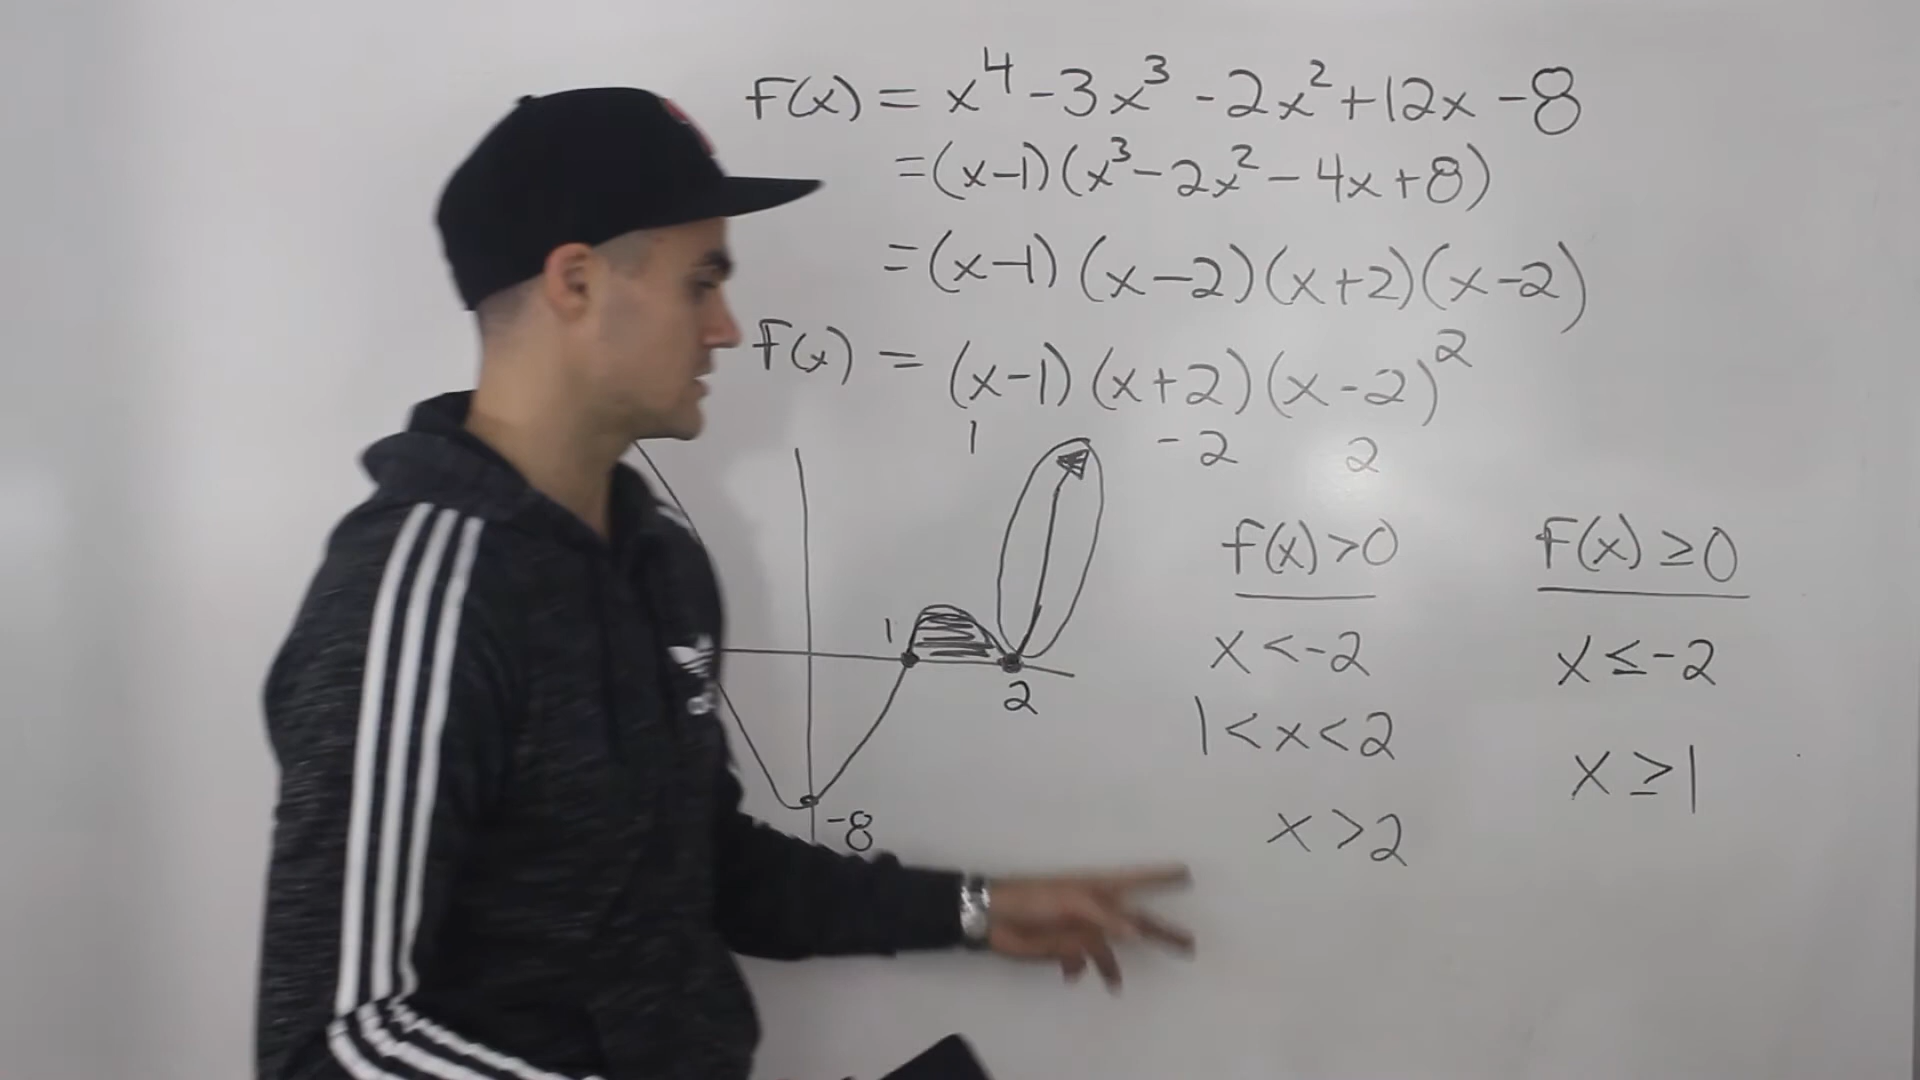 f(x) = x⁴ - 3x³ - 2x² + 12x - 8
= (x-1)(x³ - 2x² - 4x + 8)
= (x-1)(x-2)(x+2)(x-2)
f(x) = (x-1)(x+2)(x-2)²
1 -2 2
1
2
-8
f(x) > 0
x < -2
1 < x < 2
x > 2
f(x) ≥ 0
x ≤ -2
x ≥ 1